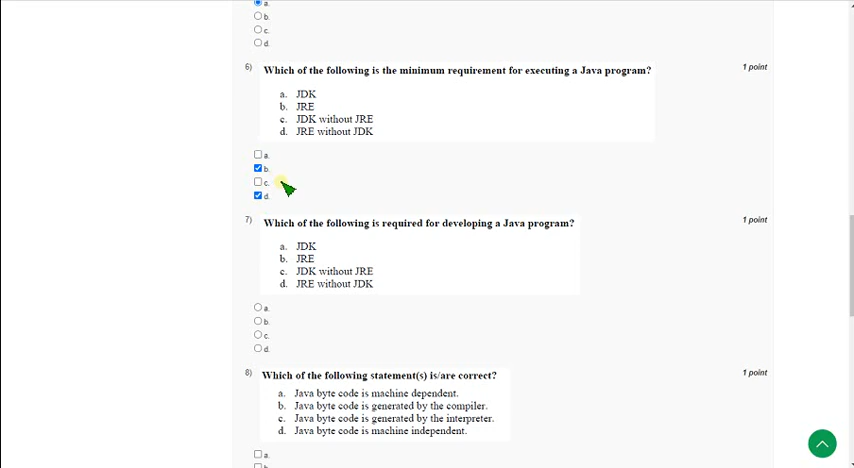 a.
b.
c.
d.
6) Which of the following is the minimum requirement for executing a Java program? 1 point
a. JDK
b. JRE
c. JDK without JRE
d. JRE without JDK
a.
b.
c.
d.
7) Which of the following is required for developing a Java program? 1 point
a. JDK
b. JRE
c. JDK without JRE
d. JRE without JDK
a.
b.
c.
d.
8) Which of the following statement(s) is/are correct? 1 point
a. Java byte code is machine dependent.
b. Java byte code is generated by the compiler.
c. Java byte code is generated by the interpreter.
d. Java byte code is machine independent.
a.